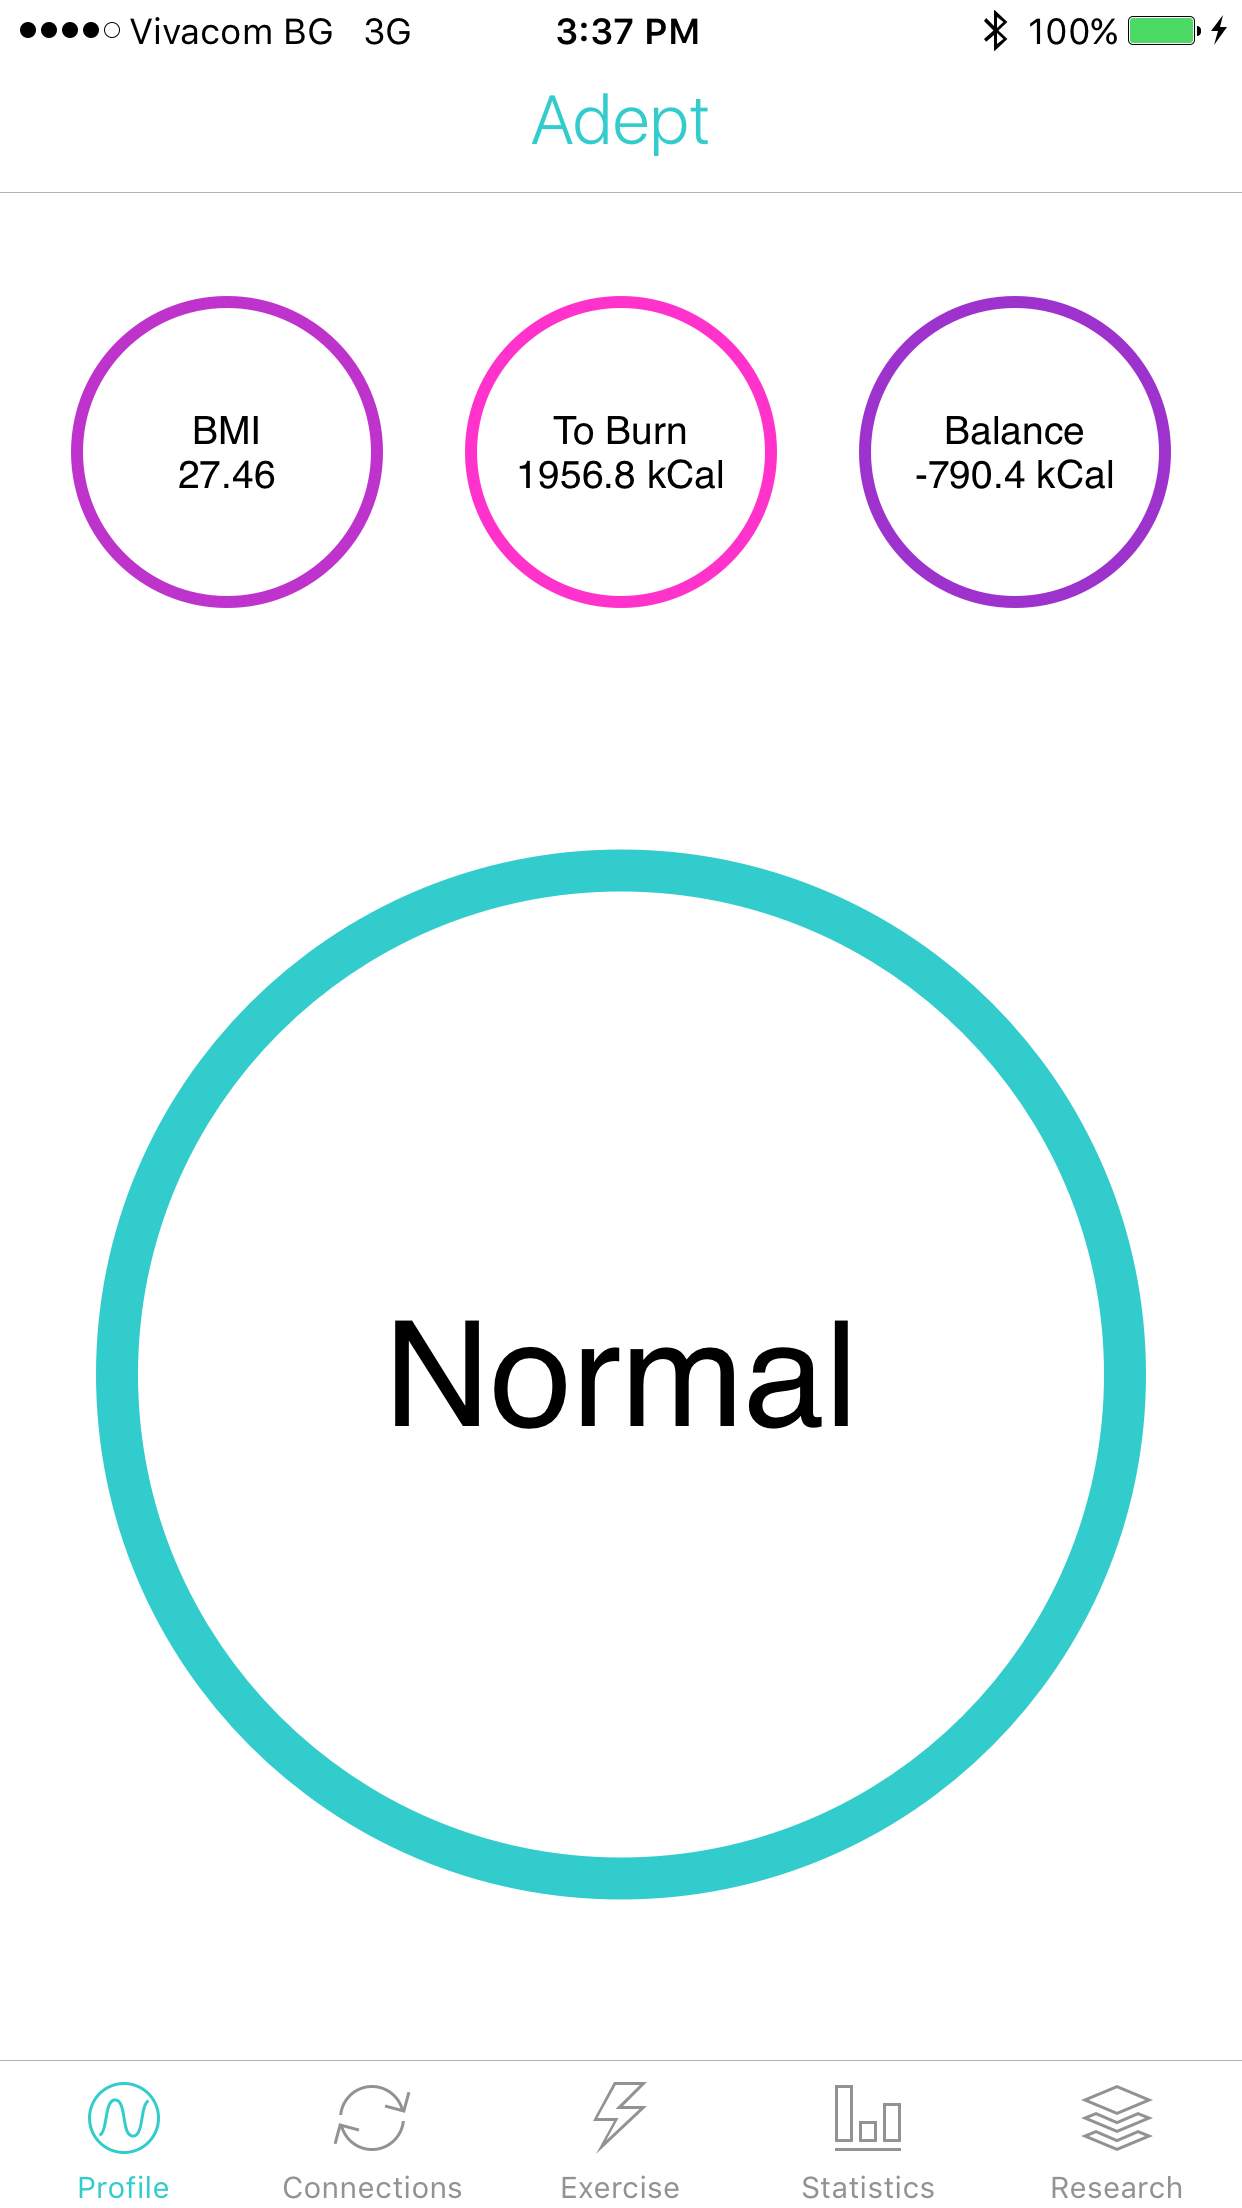 Vivacom BG 3G 3:37 PM 100%
Adept
BMI
27.46
To Burn
1956.8 kCal
Balance
-790.4 kCal
Normal
Profile
Connections
Exercise
Statistics
Research